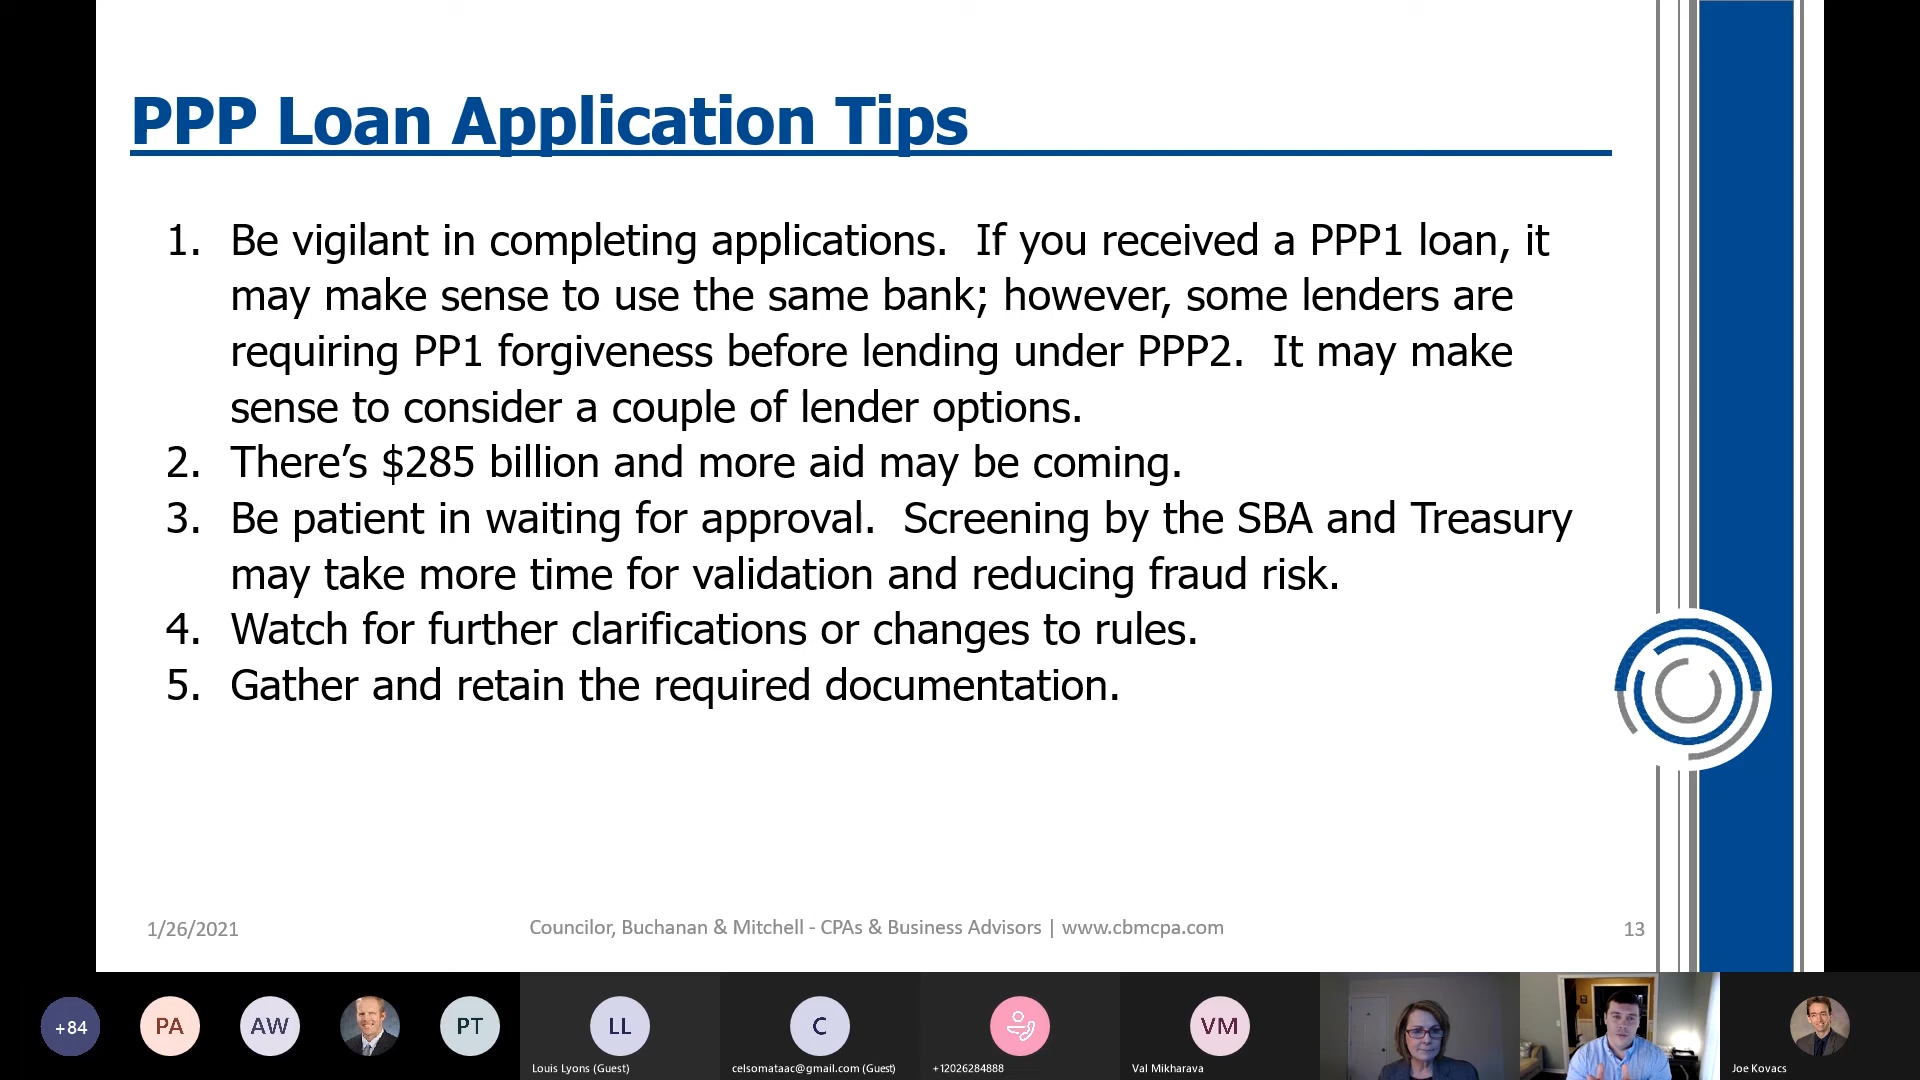 PPP Loan Application Tips
1. Be vigilant in completing applications.  If you received a PPP1 loan, it
may make sense to use the same bank; however, some lenders are
requiring PP1 forgiveness before lending under PPP2.  It may make
sense to consider a couple of lender options.
2. There’s $285 billion and more aid may be coming.
3. Be patient in waiting for approval.  Screening by the SBA and Treasury
may take more time for validation and reducing fraud risk.
4. Watch for further clarifications or changes to rules.
5. Gather and retain the required documentation.
1/26/2021
Councilor, Buchanan & Mitchell - CPAs & Business Advisors | www.cbmcpa.com
13
+84
PA
AW
PT
LL
C
VM
Louis Lyons (Guest)
celsomataac@gmail.com (Guest)
+12026284888
Val Mikharava
Joe Kovacs